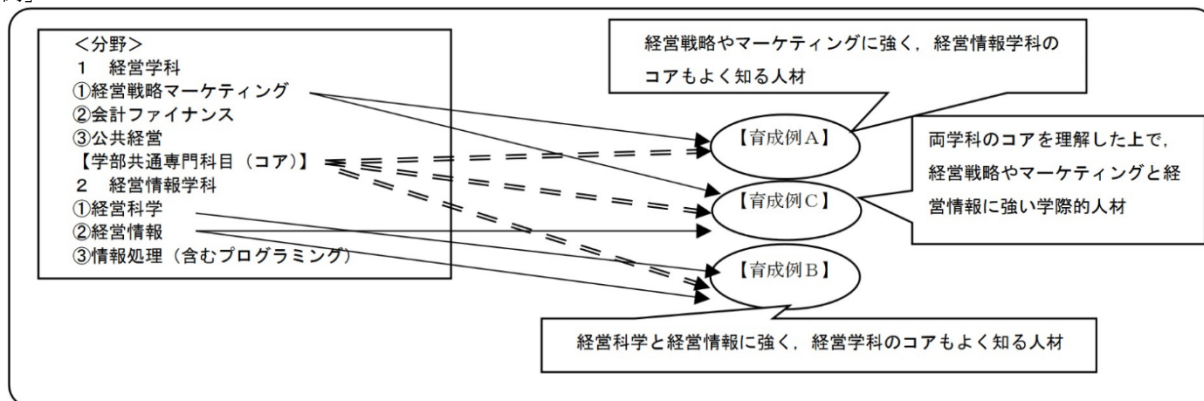 ＜分野＞
１　経営学科
①経営戦略マーケティング
②会計ファイナンス
③公共経営
【学部共通専門科目（コア）】
２　経営情報学科
①経営科学
②経営情報
③情報処理（含むプログラミング）
経営戦略やマーケティングに強く，経営情報学科の
コアもよく知る人材
【育成例Ａ】
両学科のコアを理解した上で，
経営戦略やマーケティングと経
営情報に強い学際的人材
【育成例Ｃ】
【育成例Ｂ】
経営科学と経営情報に強く，経営学科のコアもよく知る人材